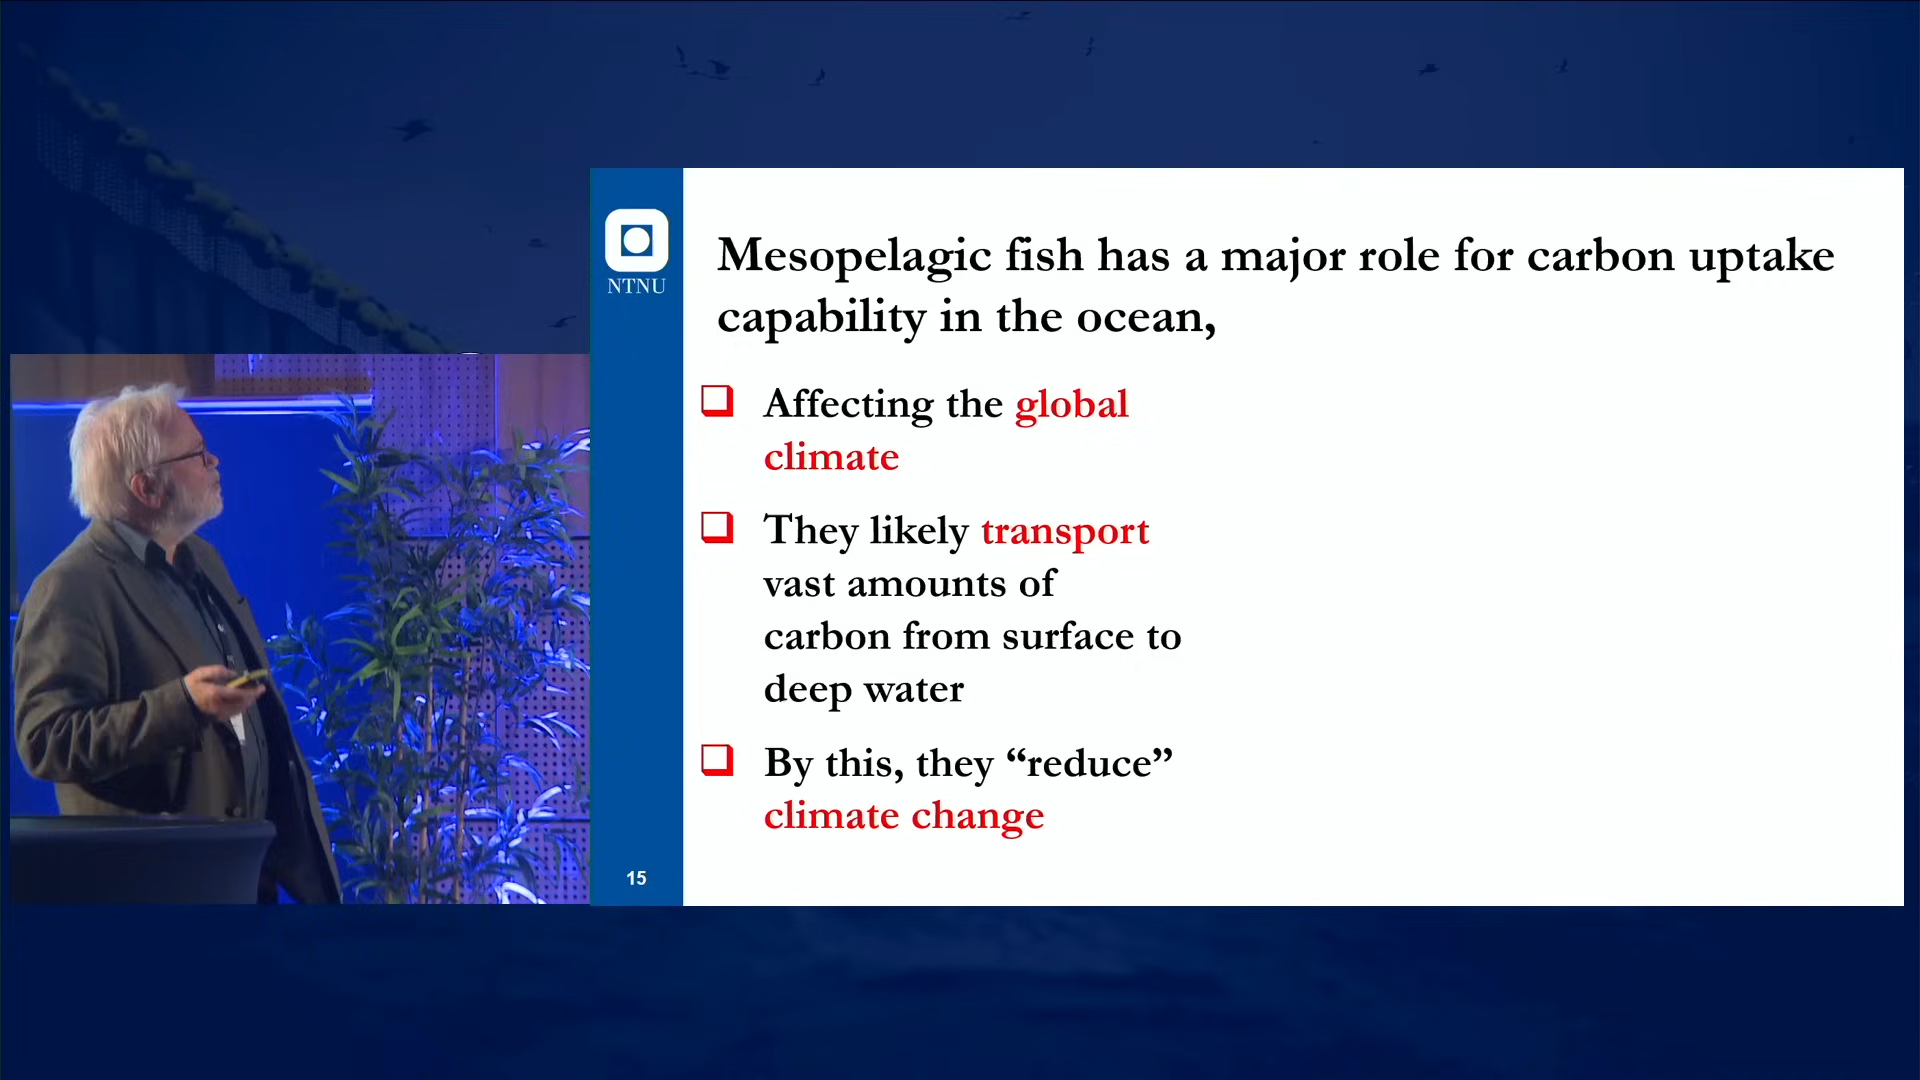 NTNU
Mesopelagic fish has a major role for carbon uptake
capability in the ocean,
Affecting the global
climate
They likely transport
vast amounts of
carbon from surface to
deep water
By this, they “reduce”
climate change
15